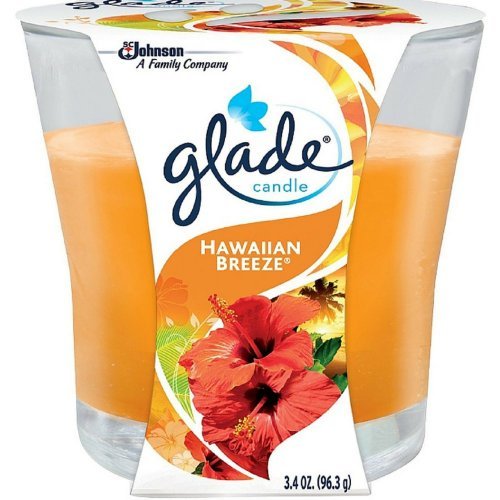 SC Johnson
A Family Company
glade®
candle
HAWAIIAN
BREEZE®
3.4 OZ. (96.3 g)